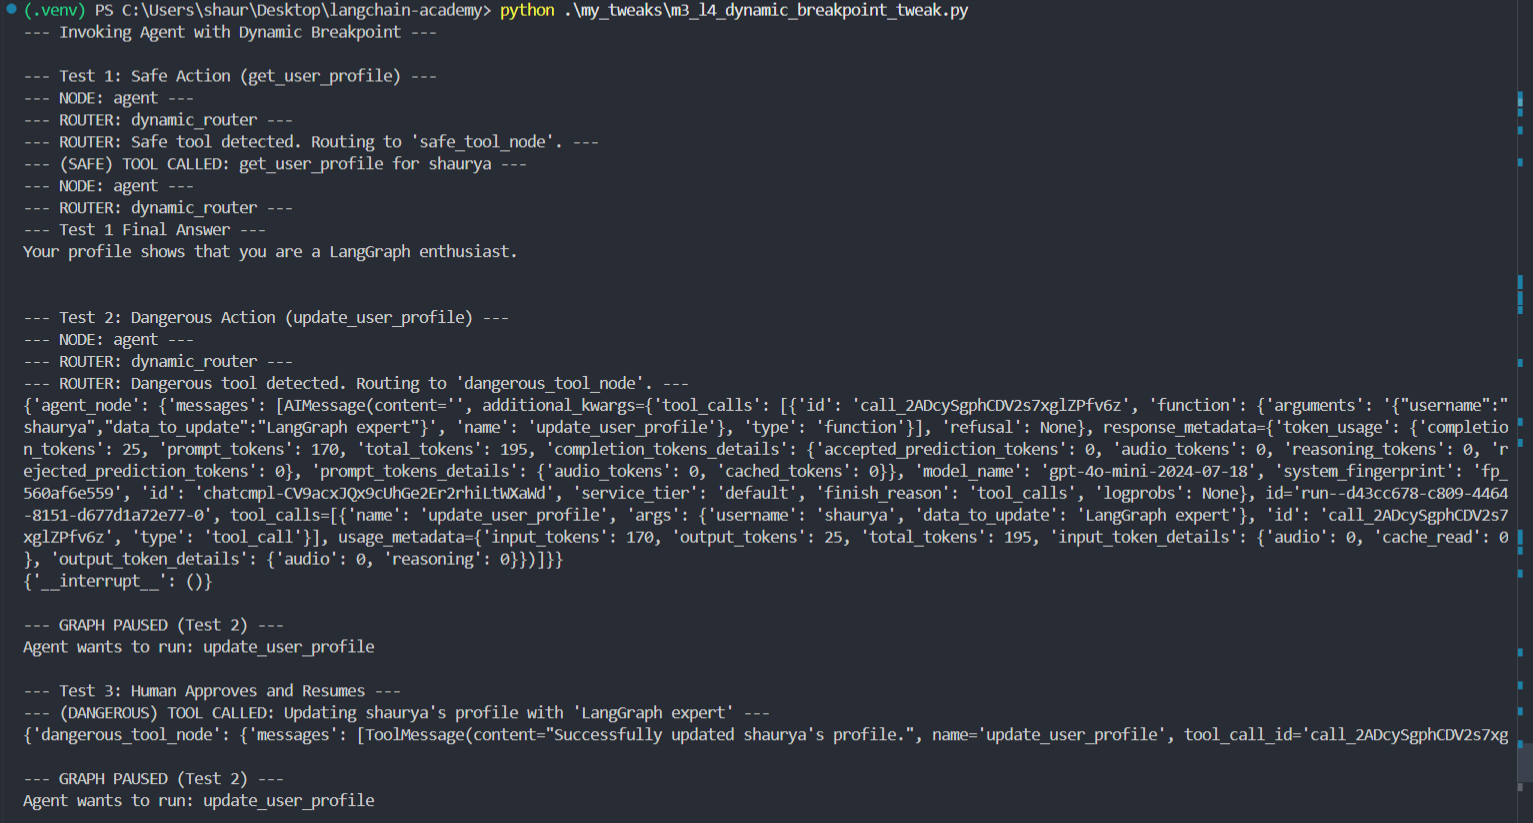 (.venv) PS C:\Users\shaur\Desktop\langchain-academy> python .\my_tweaks\m3_l4_dynamic_breakpoint_tweak.py
--- Invoking Agent with Dynamic Breakpoint ---
--- Test 1: Safe Action (get_user_profile) ---
--- NODE: agent ---
--- ROUTER: dynamic_router ---
--- ROUTER: Safe tool detected. Routing to 'safe_tool_node'. ---
--- (SAFE) TOOL CALLED: get_user_profile for shaurya ---
--- NODE: agent ---
--- ROUTER: dynamic_router ---
--- Test 1 Final Answer ---
Your profile shows that you are a LangGraph enthusiast.
--- Test 2: Dangerous Action (update_user_profile) ---
--- NODE: agent ---
--- ROUTER: dynamic_router ---
--- ROUTER: Dangerous tool detected. Routing to 'dangerous_tool_node'. ---
{'agent_node': {'messages': [AIMessage(content='', additional_kwargs={'tool_calls': [{'id': 'call_2ADcySgphCDV2s7xglZPfv6z', 'function': {'arguments': '{"username":"
shaurya","data_to_update":"LangGraph expert"}', 'name': 'update_user_profile'}, 'type': 'function'}], 'refusal': None}, response_metadata={'token_usage': {'completio
n_tokens': 25, 'prompt_tokens': 170, 'total_tokens': 195, 'completion_tokens_details': {'accepted_prediction_tokens': 0, 'audio_tokens': 0, 'reasoning_tokens': 0, 'r
ejected_prediction_tokens': 0}, 'prompt_tokens_details': {'audio_tokens': 0, 'cached_tokens': 0}}, 'model_name': 'gpt-4o-mini-2024-07-18', 'system_fingerprint': 'fp_
560af6e559', 'id': 'chatcmpl-CV9acxJQx9cUhGe2Er2rhiLtWXaWd', 'service_tier': 'default', 'finish_reason': 'tool_calls', 'logprobs': None}, id='run--d43cc678-c809-4464
-8151-d677d1a72e77-0', tool_calls=[{'name': 'update_user_profile', 'args': {'username': 'shaurya', 'data_to_update': 'LangGraph expert'}, 'id': 'call_2ADcySgphCDV2s7
xglZPfv6z', 'type': 'tool_call'}], usage_metadata={'input_tokens': 170, 'output_tokens': 25, 'total_tokens': 195, 'input_token_details': {'audio': 0, 'cache_read': 0
}, 'output_token_details': {'audio': 0, 'reasoning': 0}})]}}
{'__interrupt__': ()}
--- GRAPH PAUSED (Test 2) ---
Agent wants to run: update_user_profile
--- Test 3: Human Approves and Resumes ---
--- (DANGEROUS) TOOL CALLED: Updating shaurya's profile with 'LangGraph expert' ---
{'dangerous_tool_node': {'messages': [ToolMessage(content="Successfully updated shaurya's profile.", name='update_user_profile', tool_call_id='call_2ADcySgphCDV2s7xg
--- GRAPH PAUSED (Test 2) ---
Agent wants to run: update_user_profile